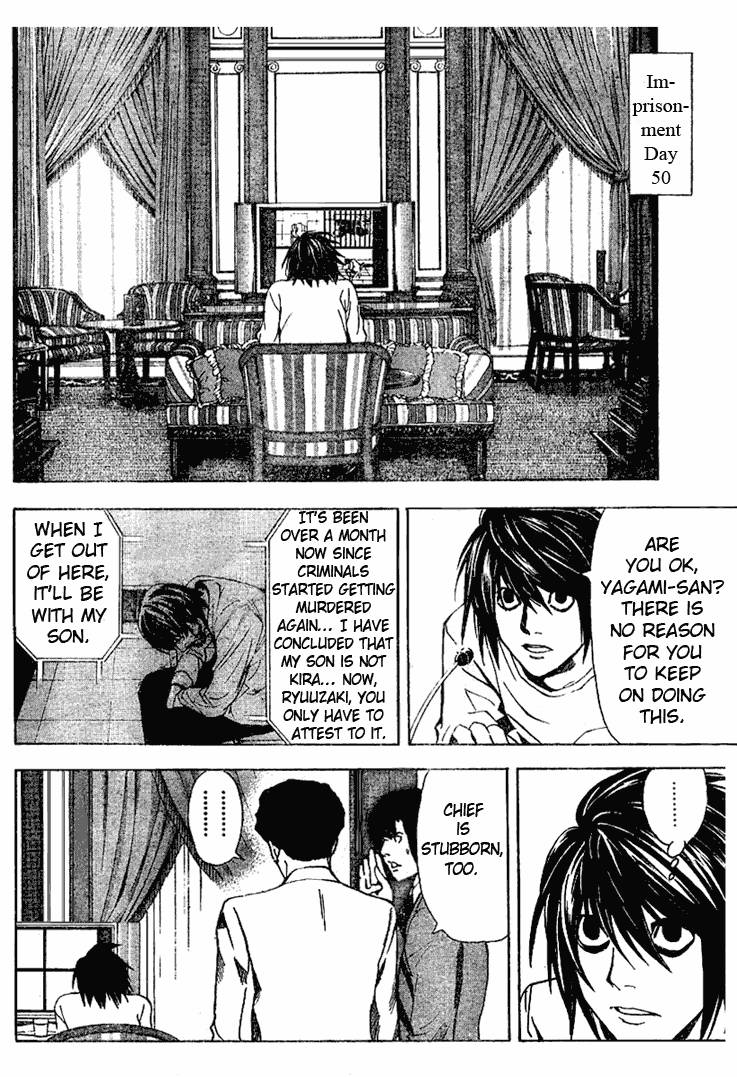 Im-
prison-
ment
Day
50
ARE
YOU OK,
YAGAMI-SAN?
THERE IS
NO REASON
FOR YOU
TO KEEP
ON DOING
THIS.
IT'S BEEN
OVER A MONTH
NOW SINCE
CRIMINALS
STARTED GETTING
MURDERED
AGAIN... I HAVE
CONCLUDED THAT
MY SON IS NOT
KIRA... NOW,
RYUUZAKI, YOU
ONLY HAVE TO
ATTEST TO IT.
WHEN I
GET OUT
OF HERE,
IT'LL BE
WITH MY
SON.
........
CHIEF
IS
STUBBORN,
TOO.
........